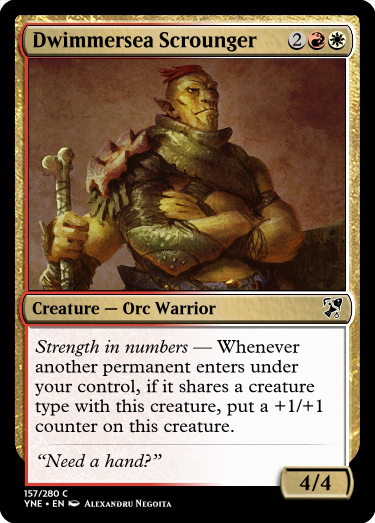 Dwimmersea Scrounger 2
Creature — Orc Warrior
Strength in numbers — Whenever
another permanent enters under
your control, if it shares a creature
type with this creature, put a +1/+1
counter on this creature.
“Need a hand?”
4/4
157/280 C
YNE • EN Alexandru Negoita